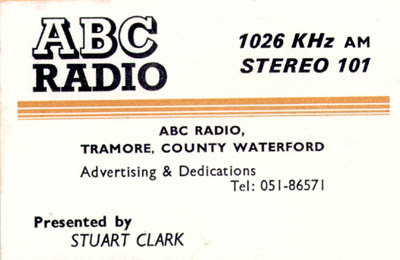 ABC
RADIO
1026 KHz AM
STEREO 101
ABC RADIO,
TRAMORE, COUNTY WATERFORD
Advertising & Dedications
Tel: 051-86571
Presented by
STUART CLARK